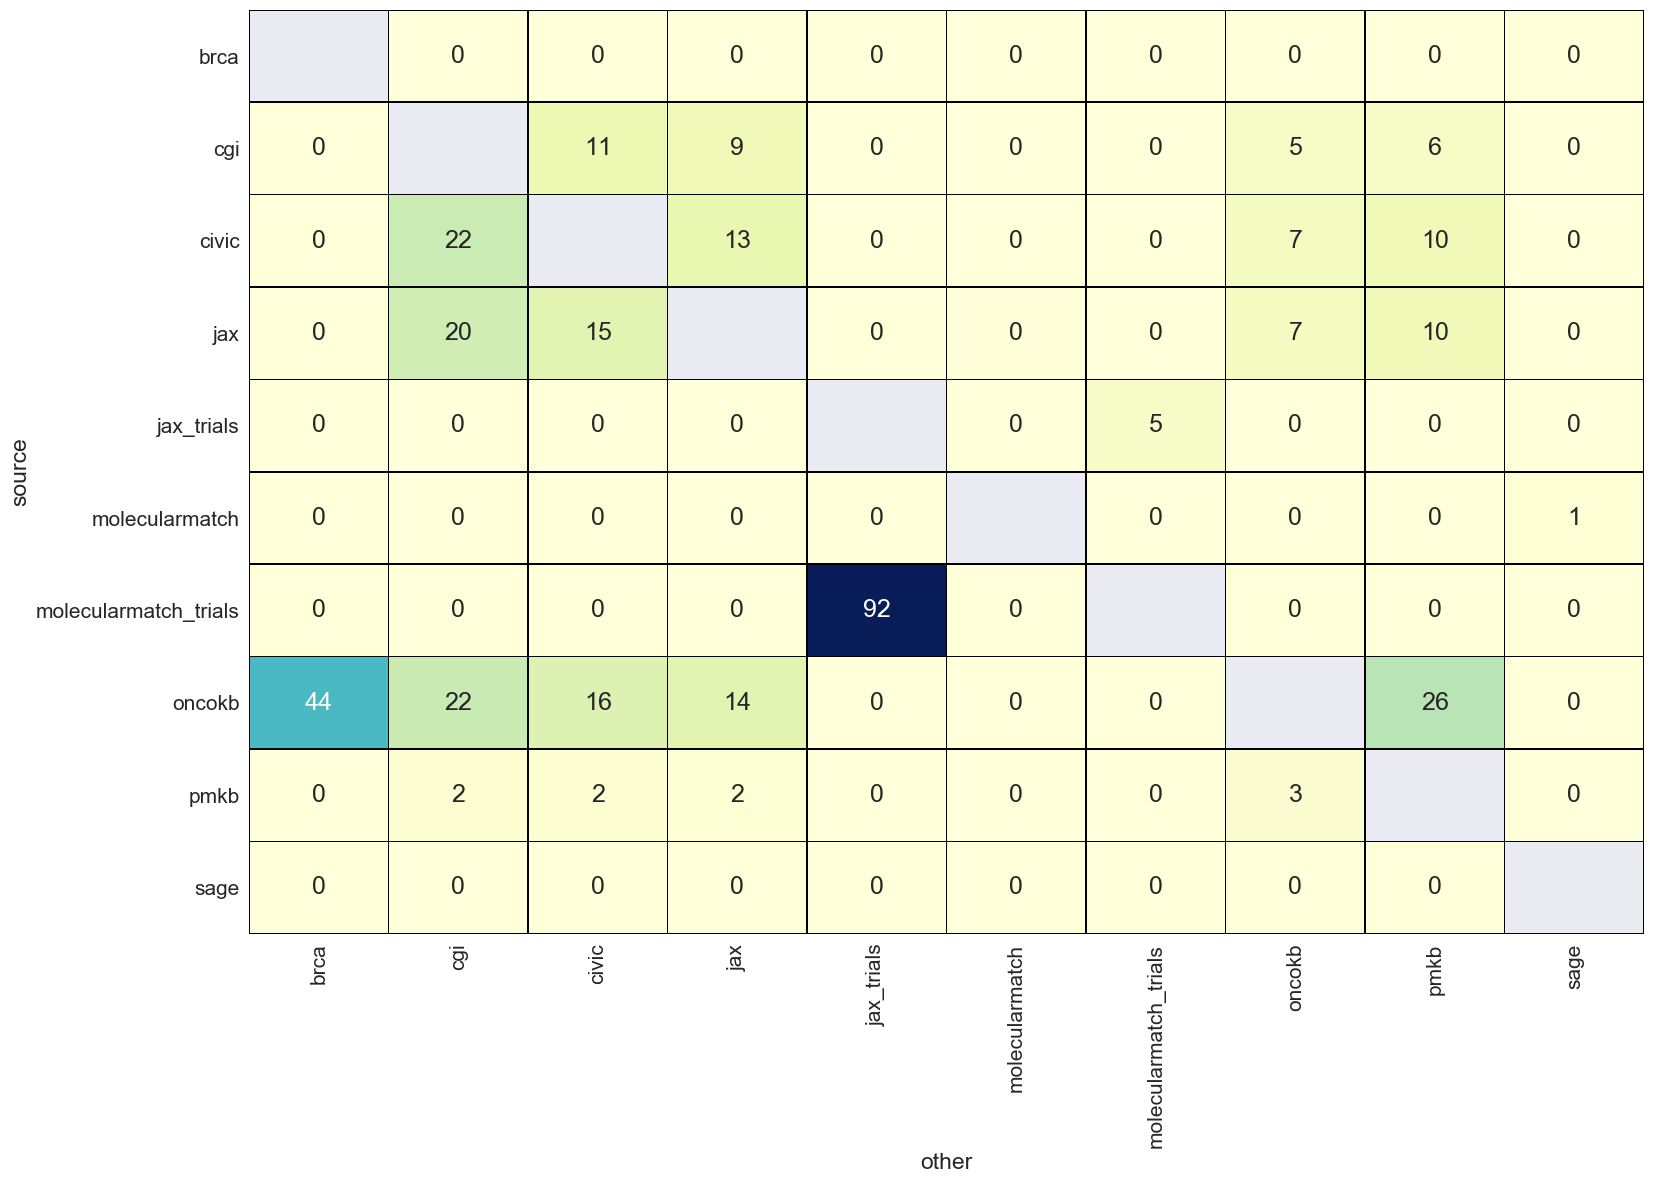 brca 0 0 0 0 0 0 0 0 0
cgi 0 11 9 0 0 0 5 6 0
civic 0 22 13 0 0 0 7 10 0
jax 0 20 15 0 0 0 7 10 0
jax_trials 0 0 0 0 0 5 0 0 0
source
molecularmatch 0 0 0 0 0 0 0 0 1
molecularmatch_trials 0 0 0 0 92 0 0 0 0
oncokb 44 22 16 14 0 0 0 26 0
pmkb 0 2 2 2 0 0 0 3 0
sage 0 0 0 0 0 0 0 0 0
brca cgi civic jax jax_trials molecularmatch molecularmatch_trials oncokb pmkb sage
other